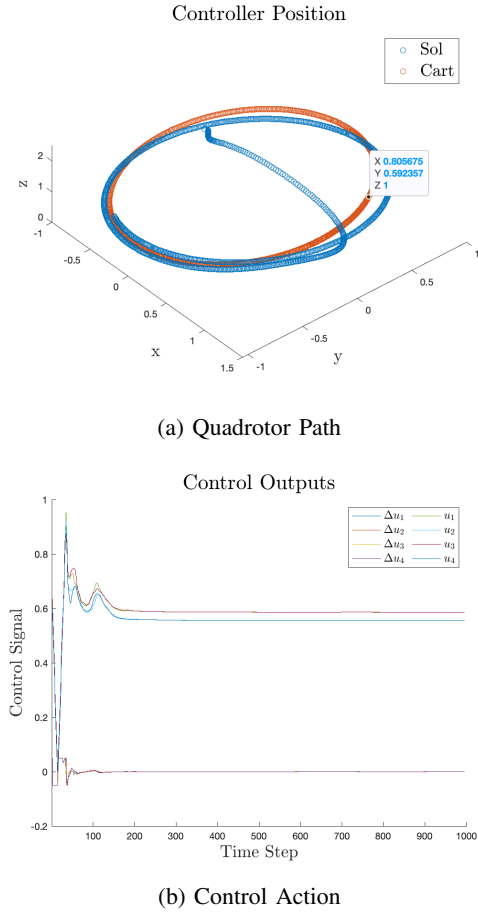 Controller Position
Sol
Cart
X 0.805675
Y 0.592357
Z 1
2
1
0
z
-1
-0.5
0
0.5
1
1.5
x
-1
-0.5
0
0.5
1
y
(a) Quadrotor Path
Control Outputs
Δu₁ u₁
Δu₂ u₂
Δu₃ u₃
Δu₄ u₄
1
0.8
0.6
0.4
0.2
0
-0.2
Control Signal
100 200 300 400 500 600 700 800 900 1000
Time Step
(b) Control Action